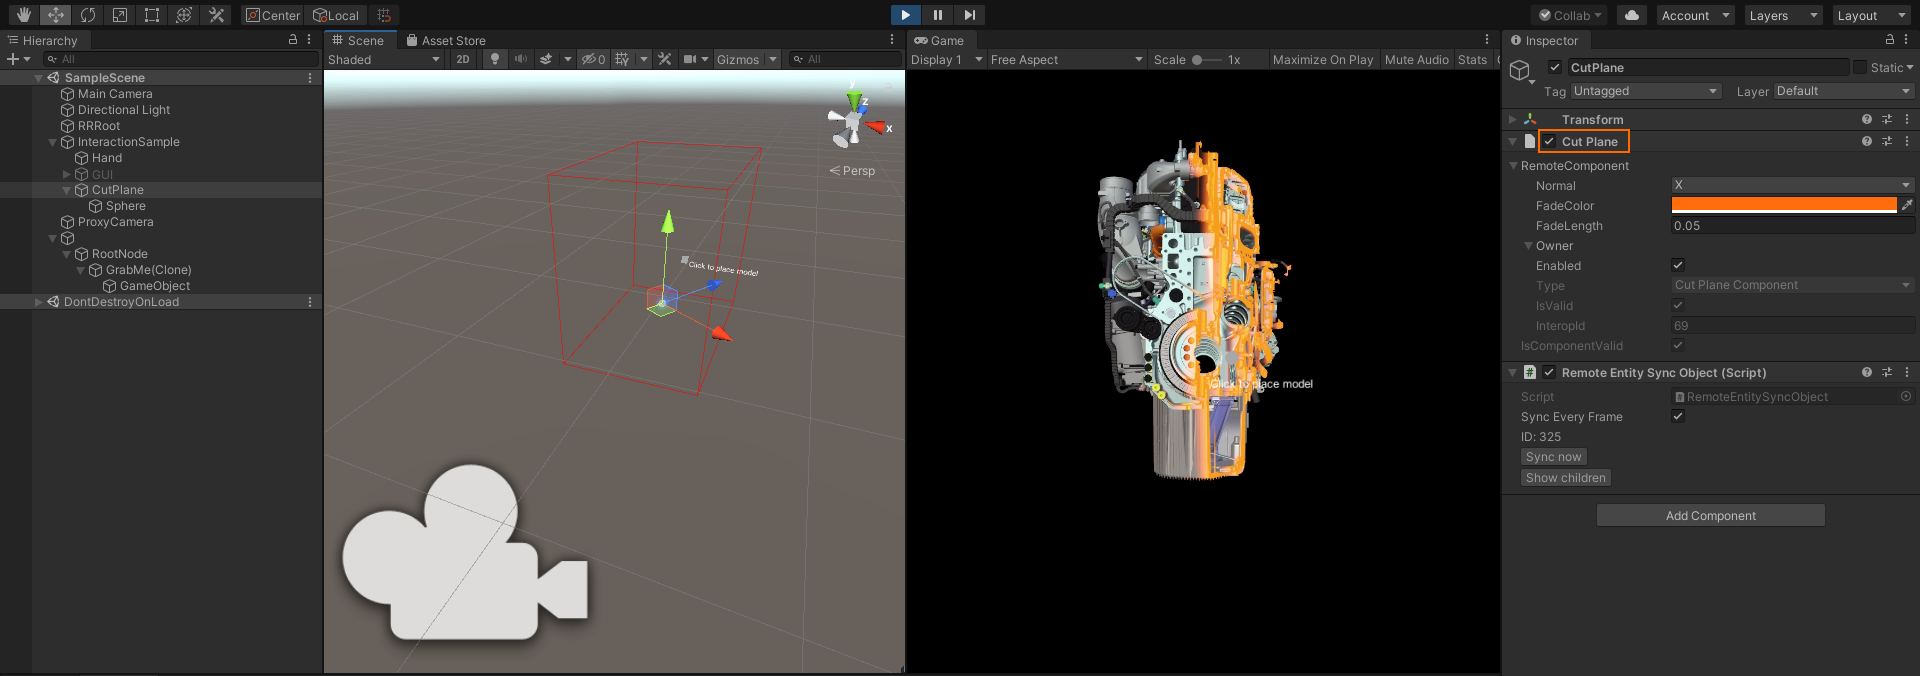 Center
Local
Collab
Account
Layers
Layout
Hierarchy
All
SampleScene
Main Camera
Directional Light
RRRoot
InteractionSample
Hand
GUI
CutPlane
Sphere
ProxyCamera
RootNode
GrabMe(Clone)
GameObject
DontDestroyOnLoad
Scene
Asset Store
Shaded
2D
0
Gizmos
All
y
z
x
Persp
Click to place model
Game
Display 1
Free Aspect
Scale
1x
Maximize On Play
Mute Audio
Stats
Click to place model
Inspector
CutPlane
Static
Tag Untagged
Layer Default
Transform
Cut Plane
RemoteComponent
Normal X
FadeColor
FadeLength 0.05
Owner
Enabled
Type Cut Plane Component
IsValid
InteropId 69
IsComponentValid
# Remote Entity Sync Object (Script)
Script RemoteEntitySyncObject
Sync Every Frame
ID: 325
Sync now
Show children
Add Component